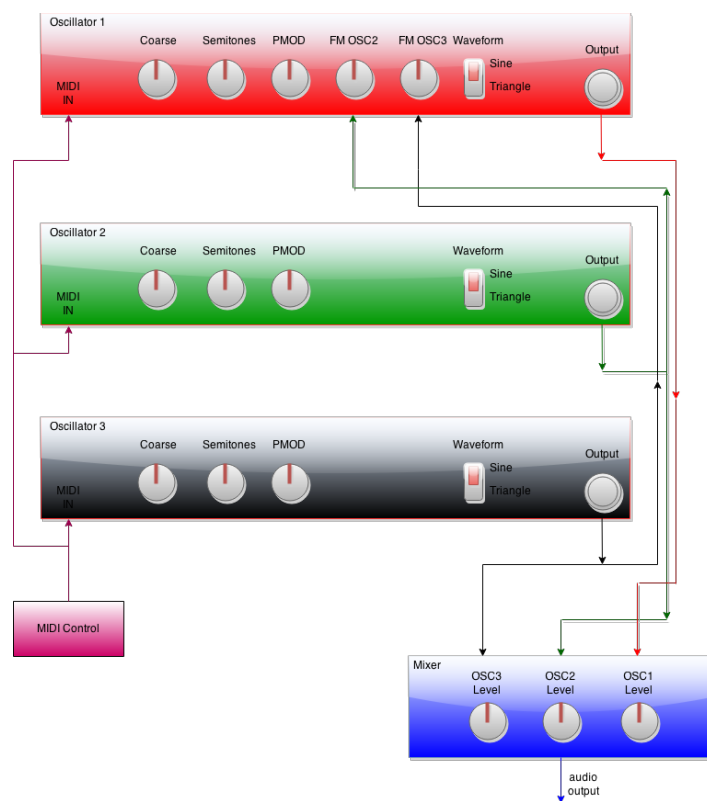 Oscillator 1
Coarse Semitones PMOD FM OSC2 FM OSC3 Waveform
Sine
Output
MIDI
IN
Triangle
Oscillator 2
Coarse Semitones PMOD Waveform
Sine
Output
MIDI
IN
Triangle
Oscillator 3
Coarse Semitones PMOD Waveform
Sine
Output
MIDI
IN
Triangle
MIDI Control
Mixer
OSC3
Level
OSC2
Level
OSC1
Level
audio
output